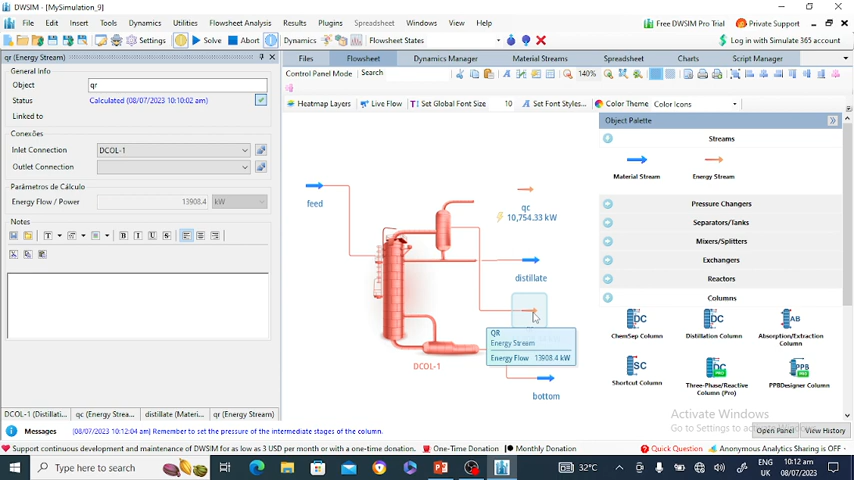 DWSIM - [MySimulation_9]
File Edit Insert Tools Dynamics Utilities Flowsheet Analysis Results Plugins Spreadsheet Windows View Help
Free DWSIM Pro Trial Private Support
Settings Solve Abort Dynamics Flowsheet States
Log in with Simulate 365 account
qr (Energy Stream)
Files Flowsheet Dynamics Manager Material Streams Spreadsheet Charts Script Manager
General Info
Control Panel Mode Search 140%
Object qr
Status Calculated (08/07/2023 10:10:02 am)
Heatmap Layers Live Flow Set Global Font Size 10 Set Font Styles... Color Theme Color Icons
Linked to
Object Palette
Conexões
Streams
Inlet Connection DCOL-1
Outlet Connection
Material Stream Energy Stream
Parâmetros de Cálculo
Energy Flow / Power 13908.4 kW
Pressure Changers
Notes
Separators/Tanks
Mixers/Splitters
Exchangers
Reactors
Columns
ChemSep Column Distillation Column Absorption/Extraction Column
Shortcut Column Three-Phase/Reactive Column (Pro) PPBDesigner Column
feed
qc
10,754.33 kW
distillate
QR
Energy Stream
Energy Flow 13908.4 kW
DCOL-1
bottom
Activate Windows
Go to Settings to activate Windows.
DCOL-1 (Distillati... qc (Energy Strea... distillate (Materi... qr (Energy Stream)
Messages [08/07/2023 10:12:04 am] Remember to set the pressure of the intermediate stages of the column.
Open Panel View History
Support continuous development and maintenance of DWSIM for as low as 3 USD per month or with a one-time donation. One-Time Donation Monthly Donation Quick Question Anonymous Analytics Sharing is OFF
Type here to search
32°C
ENG
UK
10:12 am
08/07/2023